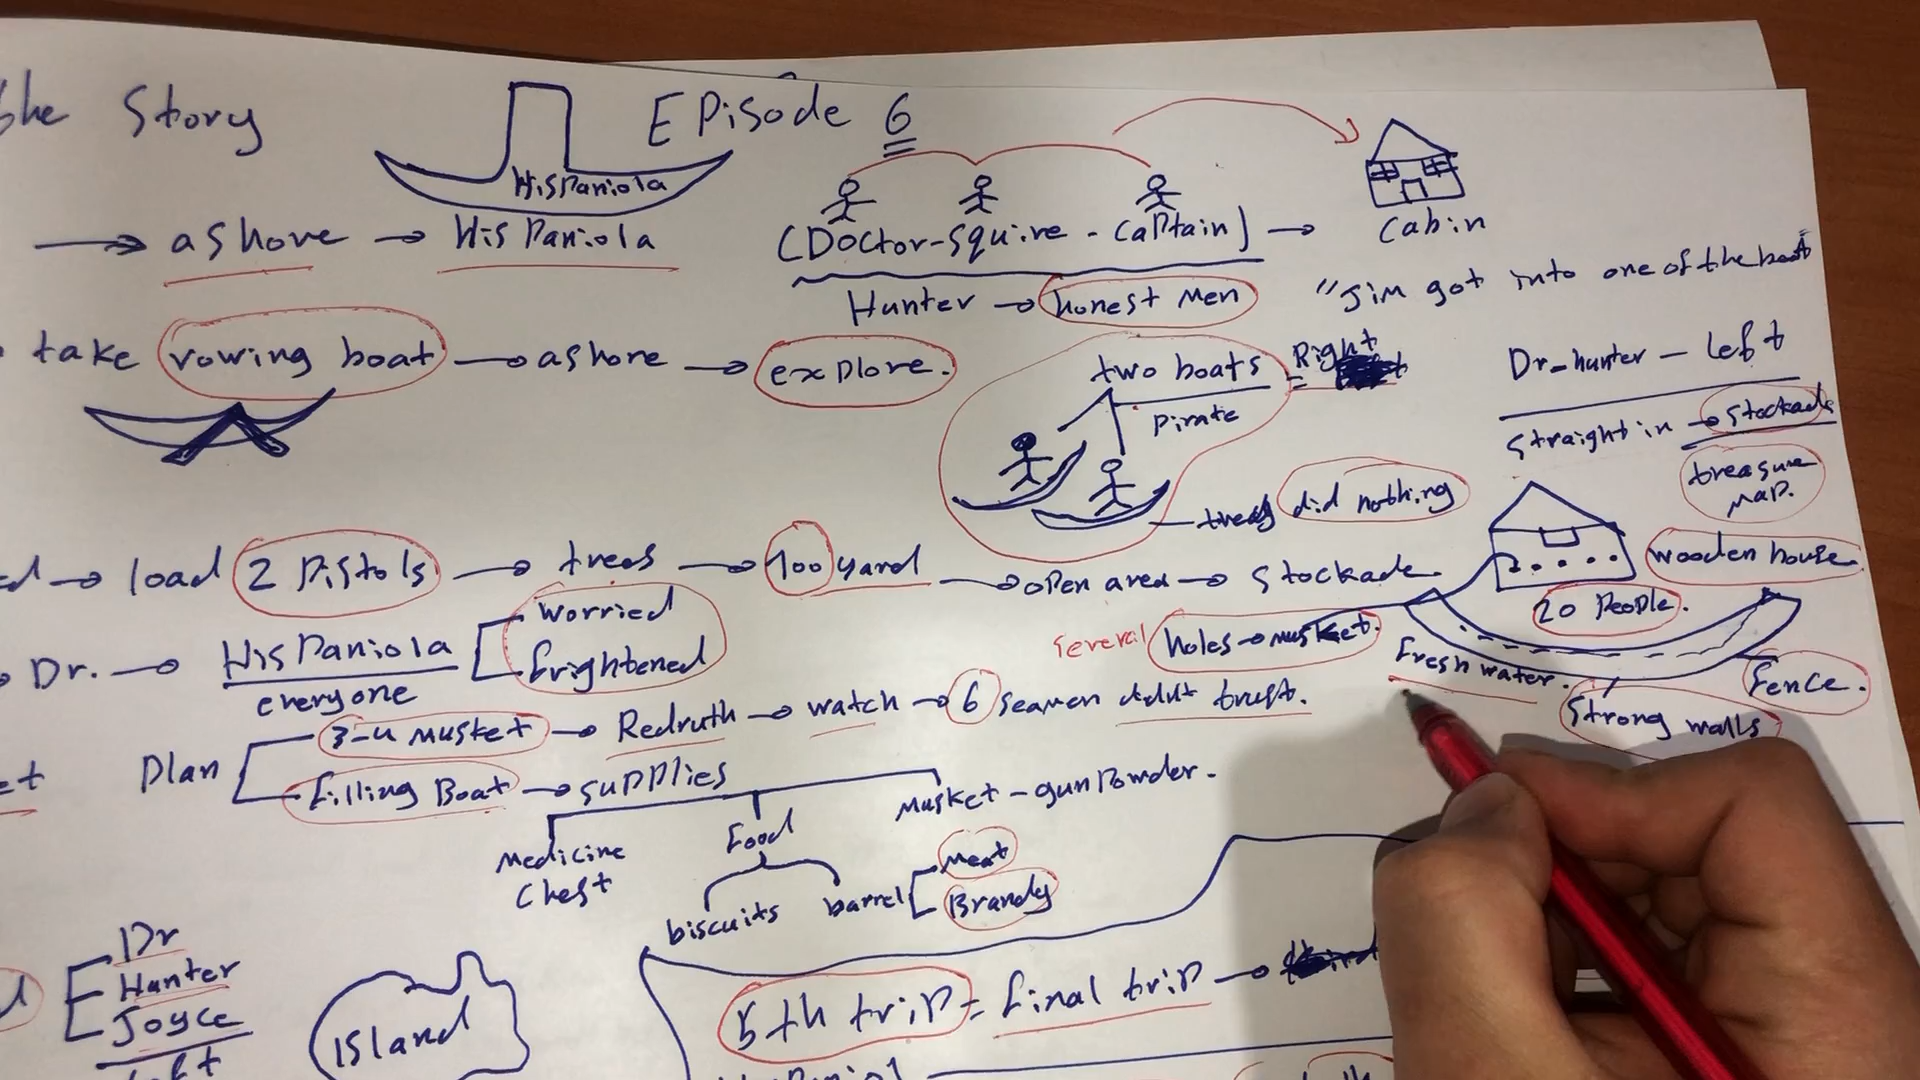 the Story
EPisode 6
HisPaniola
→ ashore → HisPaniola
(Doctor-squire - captain) → cabin
Hunter → honest men
"Jim got into one of the boat
take rowing boat → ashore → explore.
two boats = Right
Pirate
Dr-hunter - left
straight in → stockade
treasure map.
did nothing
→ load 2 Pistols → trees → 100 yard → open area → stockade.
wooden house
20 People.
Several holes → musket.
Fresh water.
fence.
Strong walls
Dr. → HisPaniola
everyone
worried
frightened
Plan
3-4 musket → Redruth → watch → 6 seamen didn't trust.
filling Boat → supplies
Medicine chest
Food
Musket - gunpowder.
biscuits
barrel
Meat
Brandy
Dr
Hunter
Joyce
island
5th trip = final trip →